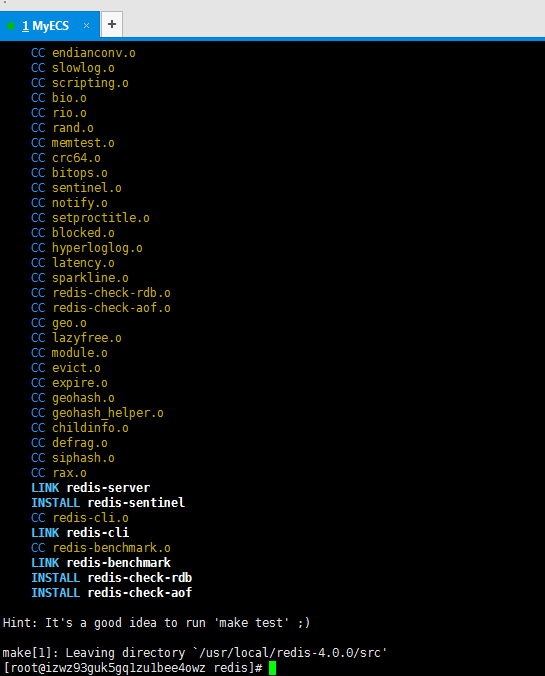 1 MyECS × +
CC endianconv.o
CC slowlog.o
CC scripting.o
CC bio.o
CC rio.o
CC rand.o
CC memtest.o
CC crc64.o
CC bitops.o
CC sentinel.o
CC notify.o
CC setproctitle.o
CC blocked.o
CC hyperloglog.o
CC latency.o
CC sparkline.o
CC redis-check-rdb.o
CC redis-check-aof.o
CC geo.o
CC lazyfree.o
CC module.o
CC evict.o
CC expire.o
CC geohash.o
CC geohash_helper.o
CC childinfo.o
CC defrag.o
CC siphash.o
CC rax.o
LINK redis-server
INSTALL redis-sentinel
CC redis-cli.o
LINK redis-cli
CC redis-benchmark.o
LINK redis-benchmark
INSTALL redis-check-rdb
INSTALL redis-check-aof
Hint: It's a good idea to run 'make test' ;)
make[1]: Leaving directory `/usr/local/redis-4.0.0/src'
[root@izwz93guk5gq1zu1bee4owz redis]#